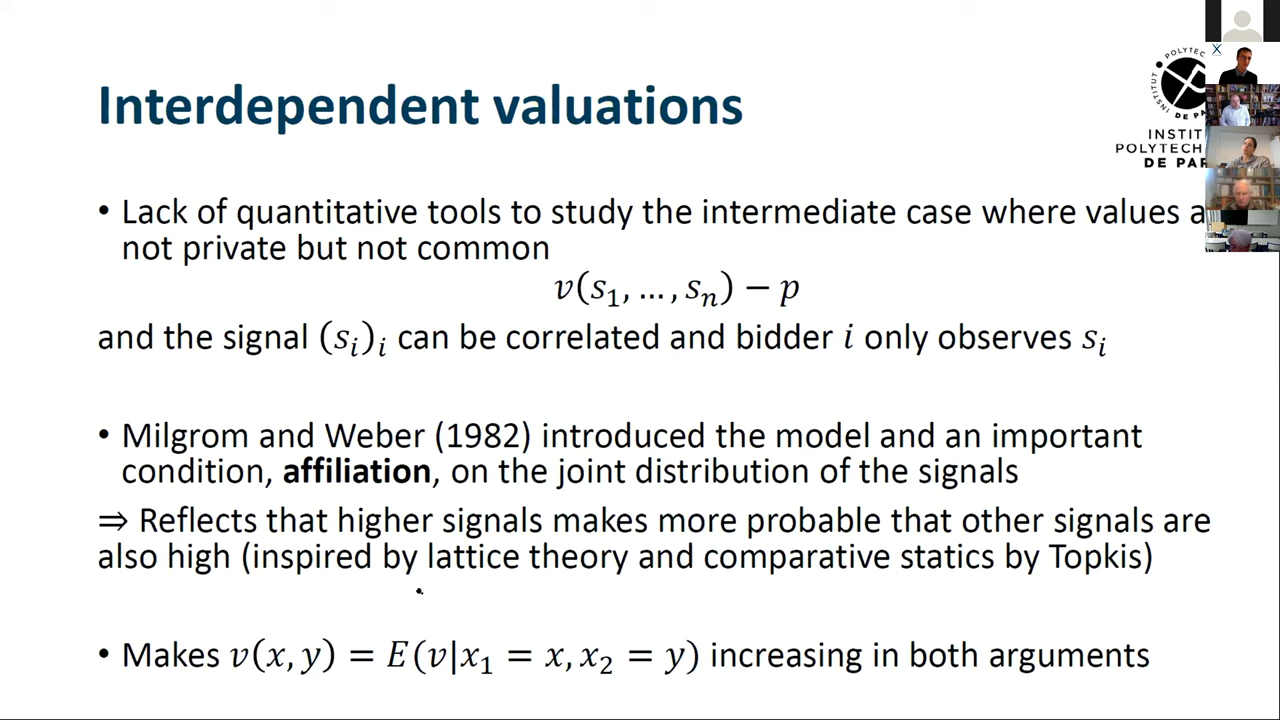 Interdependent valuations
• Lack of quantitative tools to study the intermediate case where values a
not private but not common
v(s₁, …, sₙ) − p
and the signal (sᵢ)ᵢ can be correlated and bidder i only observes sᵢ
• Milgrom and Weber (1982) introduced the model and an important
condition, affiliation, on the joint distribution of the signals
⇒ Reflects that higher signals makes more probable that other signals are
also high (inspired by lattice theory and comparative statics by Topkis)
• Makes v(x, y) = E(v|x₁ = x, x₂ = y) increasing in both arguments
INSTIT
POLYTECH
DE PAR